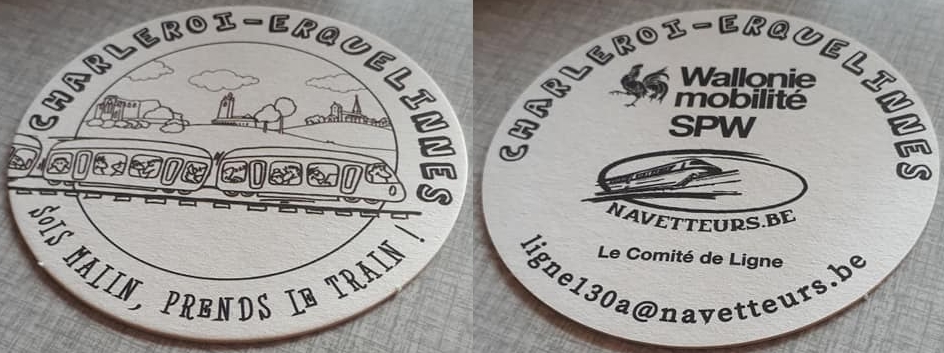 CHARLEROI-ERQUELINNES
SOIS MALIN, PRENDS LE TRAIN !
CHARLEROI-ERQUELINNES
Wallonie
mobilité
SPW
NAVETTEURS.BE
Le Comité de Ligne
ligne130a@navetteurs.be